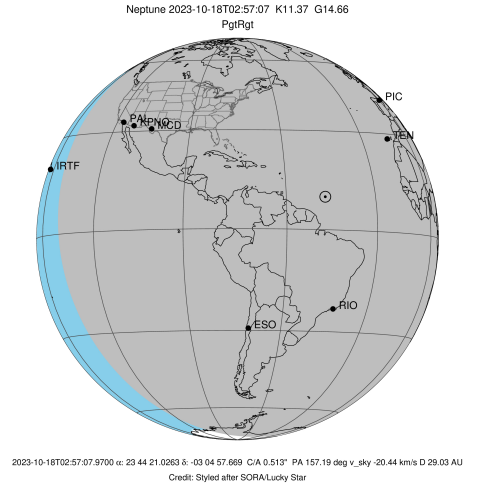 Neptune 2023-10-18T02:57:07 K11.37 G14.66
PgtRgt
PIC
PAL KPNO MCD
TEN
IRTF
RIO
ESO
2023-10-18T02:57:07.9700 α: 23 44 21.0263 δ: -03 04 57.669 C/A 0.513" PA 157.19 deg v_sky -20.44 km/s D 29.03 AU
Credit: Styled after SORA/Lucky Star